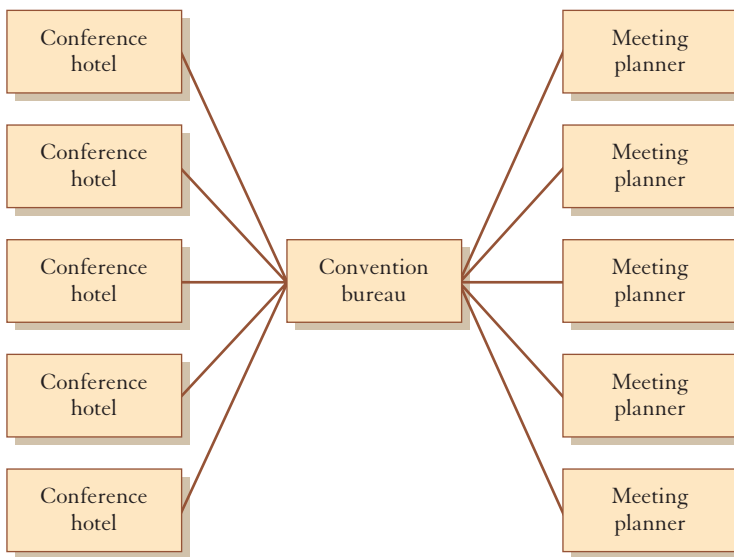 Conference
hotel
Meeting
planner
Conference
hotel
Meeting
planner
Conference
hotel
Convention
bureau
Meeting
planner
Conference
hotel
Meeting
planner
Conference
hotel
Meeting
planner